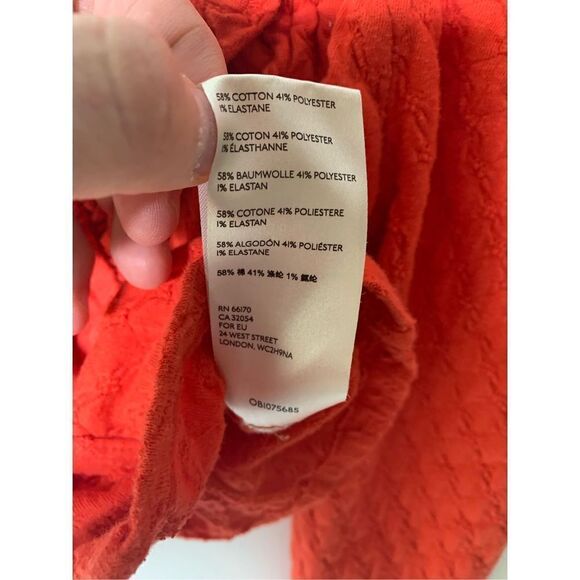 58% COTTON 41% POLYESTER
1% ELASTANE
58% COTON 41% POLYESTER
1% ÉLASTHANNE
58% BAUMWOLLE 41% POLYESTER
1% ELASTAN
58% COTONE 41% POLIESTERE
1% ELASTAN
58% ALGODÓN 41% POLIÉSTER
1% ELASTANE
58% 棉 41% 涤纶 1% 氨纶
RN 66170
CA 32054
FOR EU
24 WEST STREET
LONDON, WC2H9NA
OB1075685